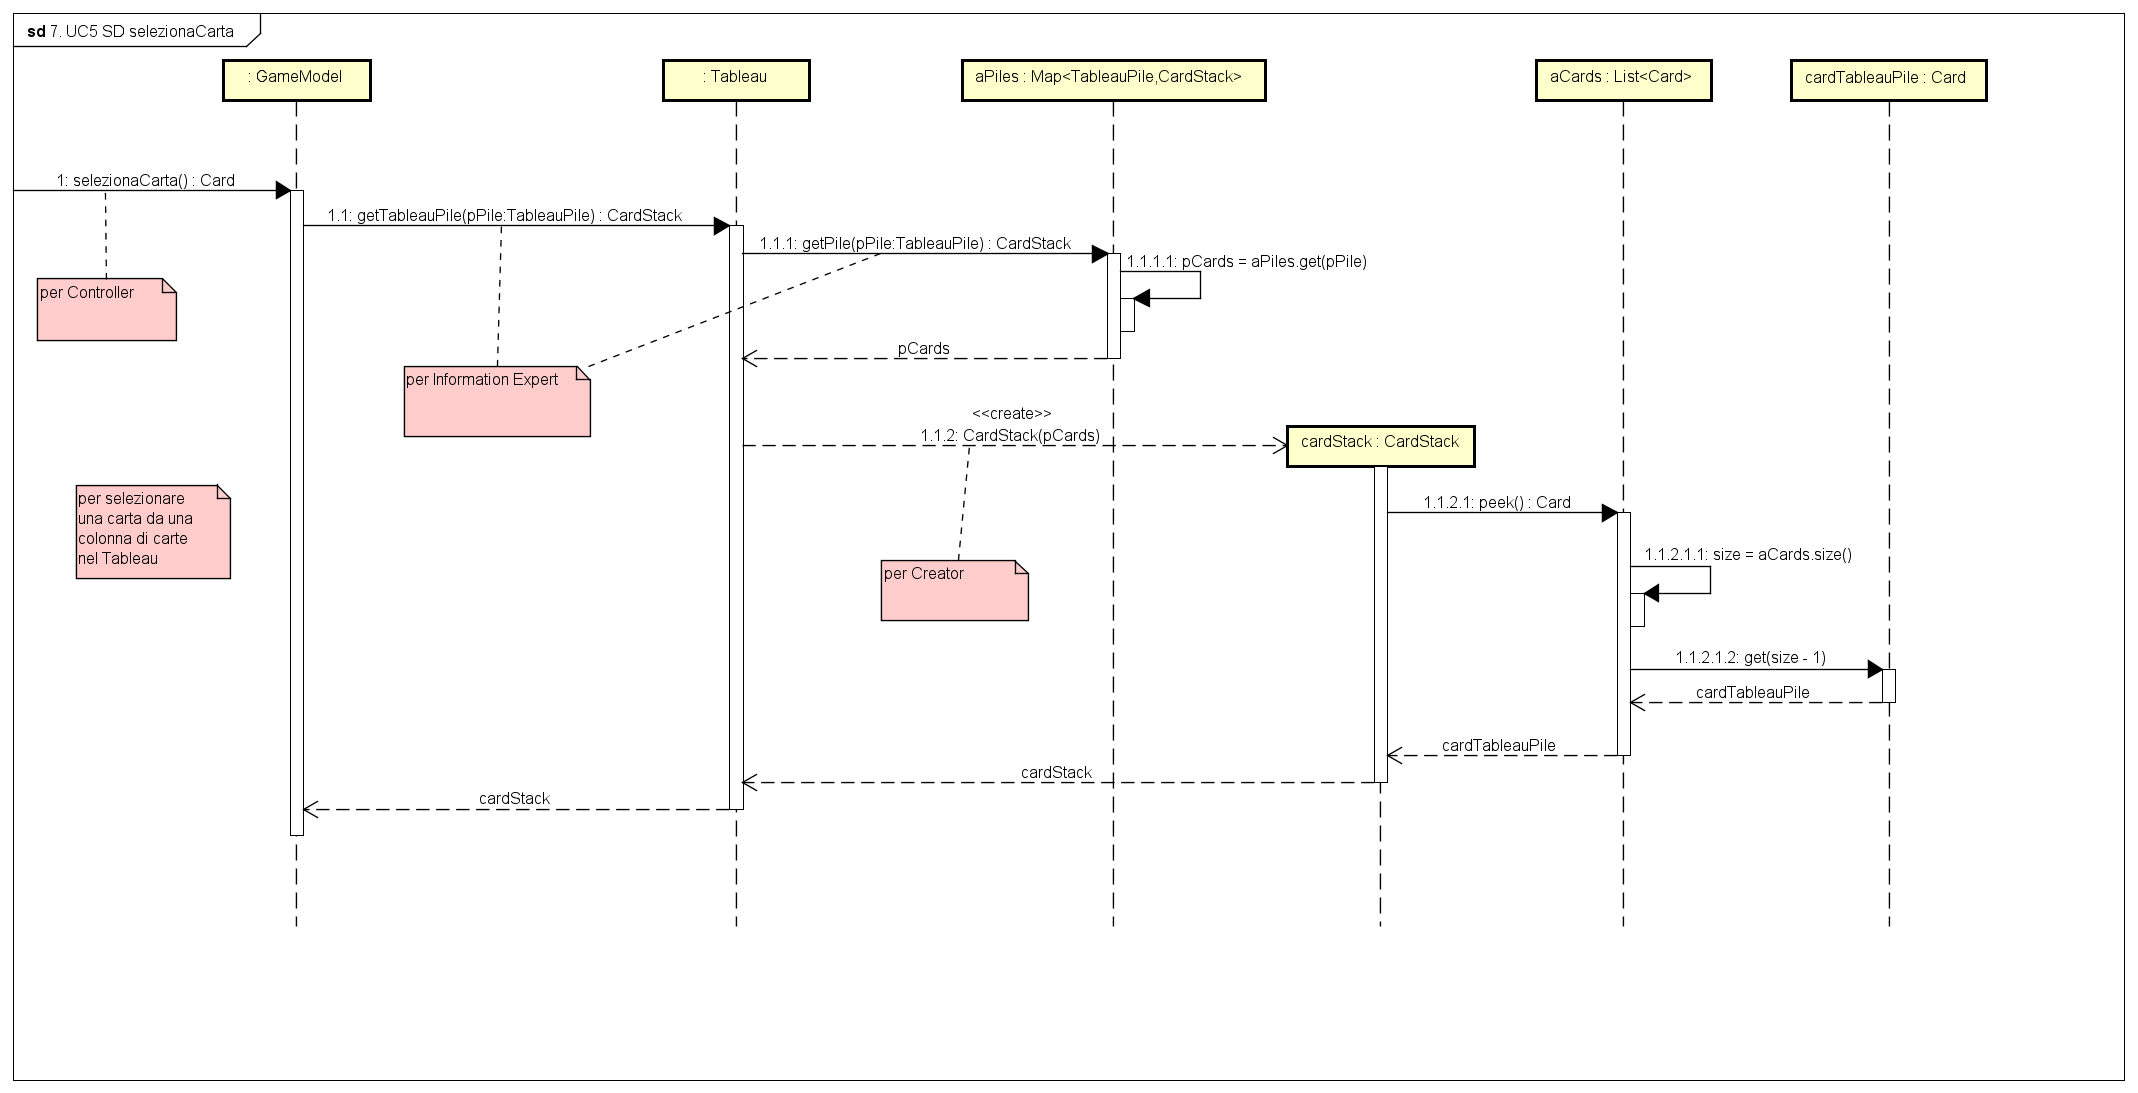 sd 7. UC5 SD selezionaCarta
: GameModel
: Tableau
aPiles : Map<TableauPile,CardStack>
aCards : List<Card>
cardTableauPile : Card
1: selezionaCarta() : Card
1.1: getTableauPile(pPile:TableauPile) : CardStack
1.1.1: getPile(pPile:TableauPile) : CardStack
1.1.1.1: pCards = aPiles.get(pPile)
per Controller
pCards
per Information Expert
<<create>>
1.1.2: CardStack(pCards)
cardStack : CardStack
per selezionare
una carta da una
colonna di carte
nel Tableau
1.1.2.1: peek() : Card
1.1.2.1.1: size = aCards.size()
per Creator
1.1.2.1.2: get(size - 1)
cardTableauPile
cardTableauPile
cardStack
cardStack